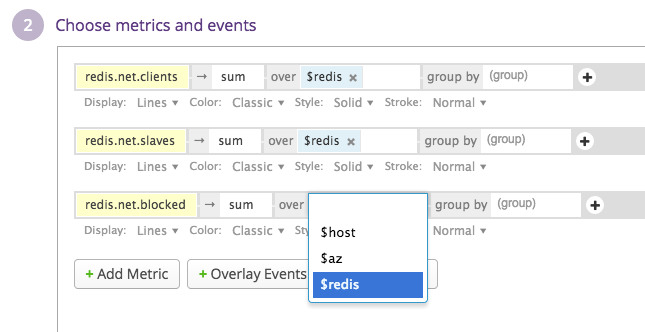 2 Choose metrics and events
redis.net.clients → sum over $redis × group by (group) +
Display: Lines ▾ Color: Classic ▾ Style: Solid ▾ Stroke: Normal ▾
redis.net.slaves → sum over $redis × group by (group) +
Display: Lines ▾ Color: Classic ▾ Style: Solid ▾ Stroke: Normal ▾
redis.net.blocked → sum over group by (group) +
Display: Lines ▾ Color: Classic ▾ Sty Normal ▾
$host
$az
$redis
+ Add Metric + Overlay Events